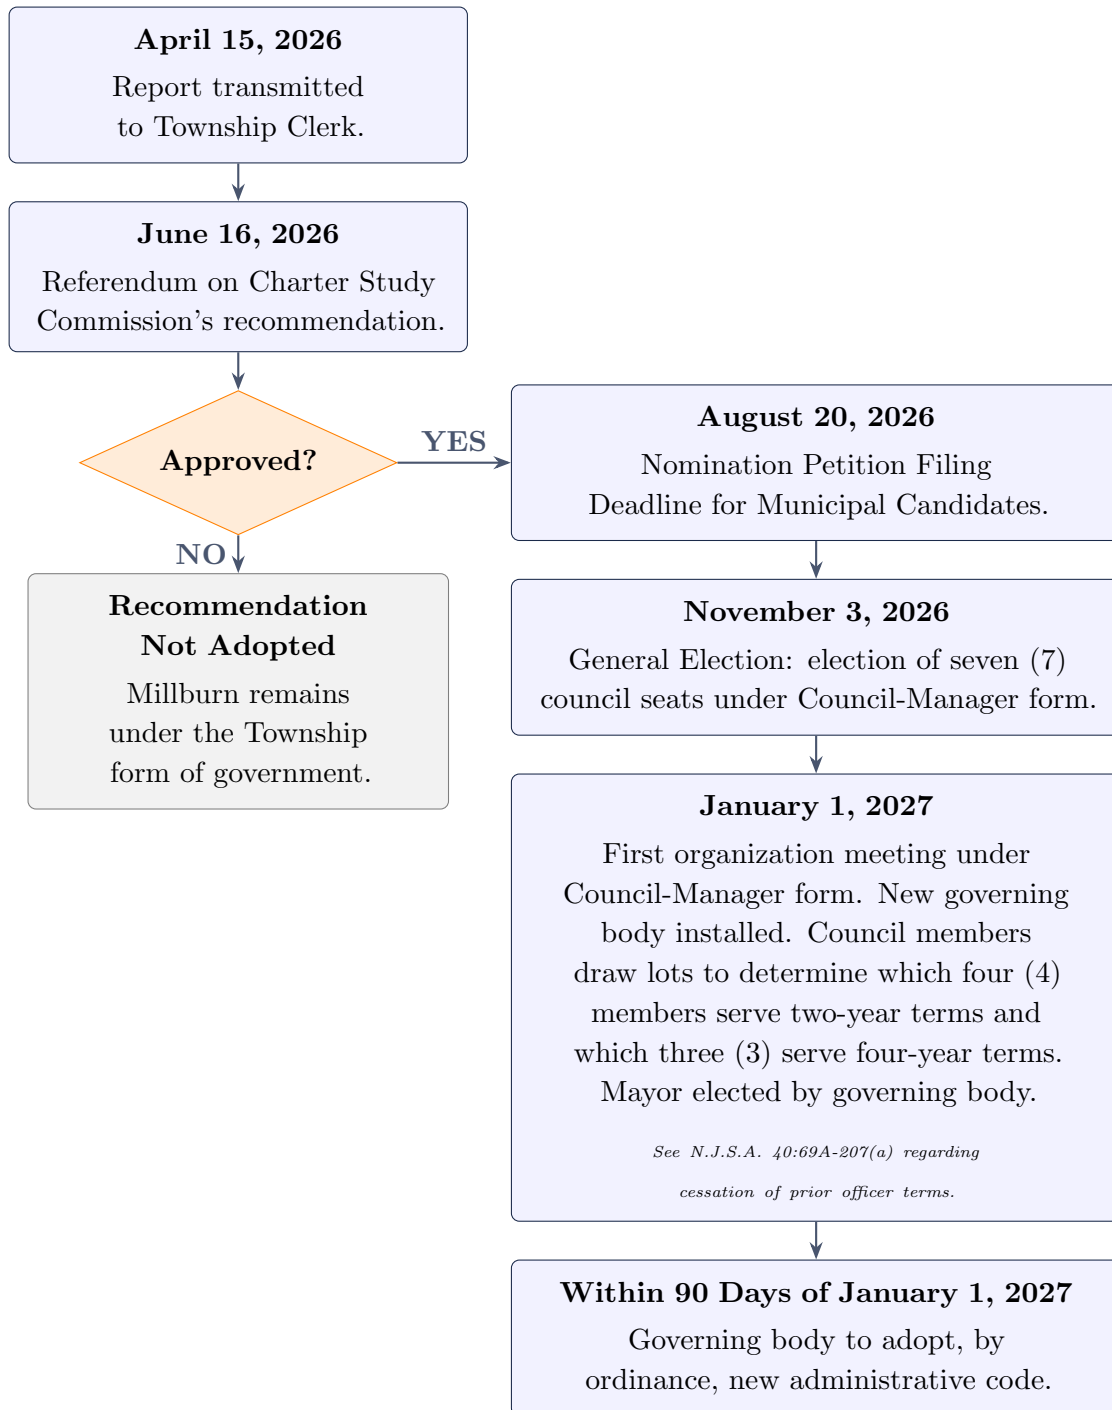 April 15, 2026
Report transmitted
to Township Clerk.
June 16, 2026
Referendum on Charter Study
Commission's recommendation.
Approved?
YES
NO
Recommendation
Not Adopted
Millburn remains
under the Township
form of government.
August 20, 2026
Nomination Petition Filing
Deadline for Municipal Candidates.
November 3, 2026
General Election: election of seven (7)
council seats under Council-Manager form.
January 1, 2027
First organization meeting under
Council-Manager form. New governing
body installed. Council members
draw lots to determine which four (4)
members serve two-year terms and
which three (3) serve four-year terms.
Mayor elected by governing body.
See N.J.S.A. 40:69A-207(a) regarding
cessation of prior officer terms.
Within 90 Days of January 1, 2027
Governing body to adopt, by
ordinance, new administrative code.